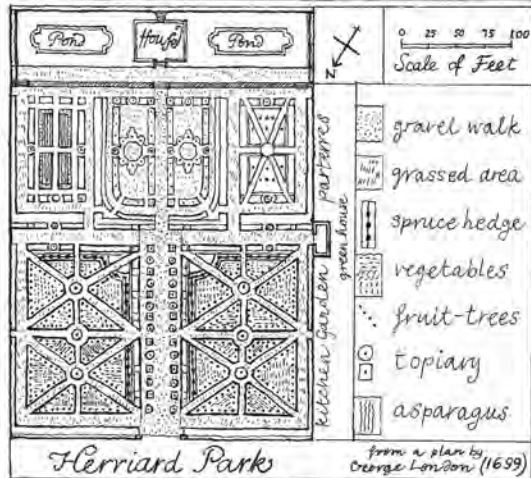 Pond
House
Pond
N
0 25 50 75 100
Scale of Feet
partures
green house
kitchen garden
gravel walk
grassed area
spruce hedge
vegetables
fruit-trees
topiary
asparagus
Herriard Park
from a plan by
George London (1699)